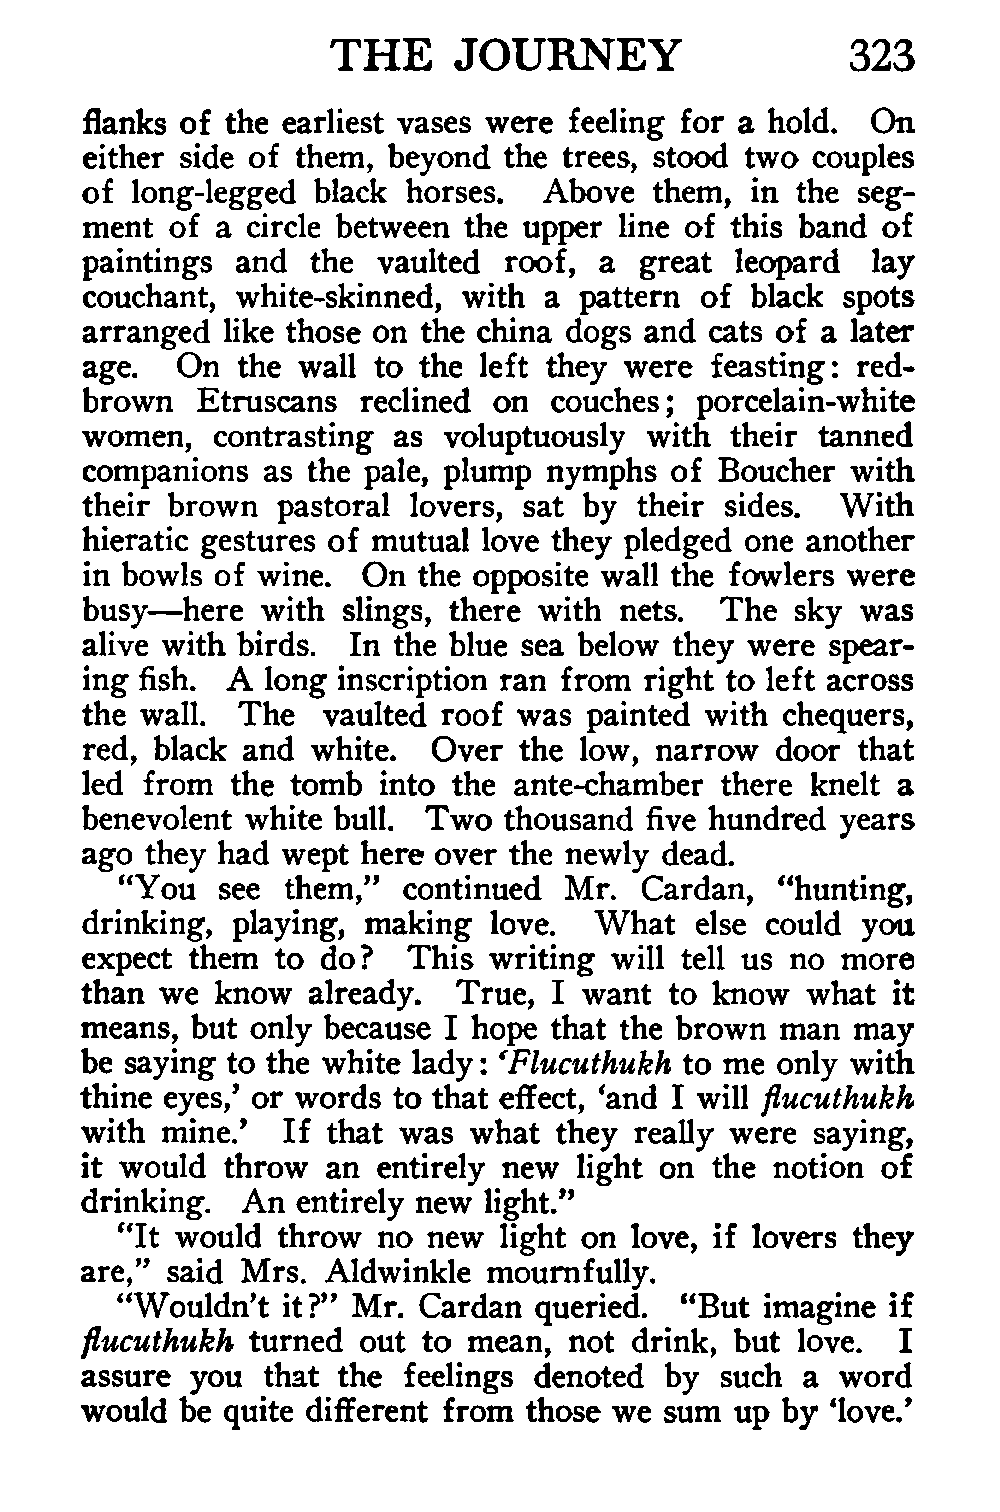 THE JOURNEY 323
flanks of the earliest vases were feeling for a hold. On
either side of them, beyond the trees, stood two couples
of long-legged black horses. Above them, in the seg-
ment of a circle between the upper line of this band of
paintings and the vaulted roof, a great leopard lay
couchant, white-skinned, with a pattern of black spots
arranged like those on the china dogs and cats of a later
age. On the wall to the left they were feasting: red-
brown Etruscans reclined on couches; porcelain-white
women, contrasting as voluptuously with their tanned
companions as the pale, plump nymphs of Boucher with
their brown pastoral lovers, sat by their sides. With
hieratic gestures of mutual love they pledged one another
in bowls of wine. On the opposite wall the fowlers were
busy—here with slings, there with nets. The sky was
alive with birds. In the blue sea below they were spear-
ing fish. A long inscription ran from right to left across
the wall. The vaulted roof was painted with chequers,
red, black and white. Over the low, narrow door that
led from the tomb into the ante-chamber there knelt a
benevolent white bull. Two thousand five hundred years
ago they had wept here over the newly dead.
"You see them," continued Mr. Cardan, "hunting,
drinking, playing, making love. What else could you
expect them to do? This writing will tell us no more
than we know already. True, I want to know what it
means, but only because I hope that the brown man may
be saying to the white lady: 'Flucuthukh to me only with
thine eyes,' or words to that effect, 'and I will flucuthukh
with mine.' If that was what they really were saying,
it would throw an entirely new light on the notion of
drinking. An entirely new light."
"It would throw no new light on love, if lovers they
are," said Mrs. Aldwinkle mournfully.
"Wouldn't it?" Mr. Cardan queried. "But imagine if
flucuthukh turned out to mean, not drink, but love. I
assure you that the feelings denoted by such a word
would be quite different from those we sum up by 'love.'